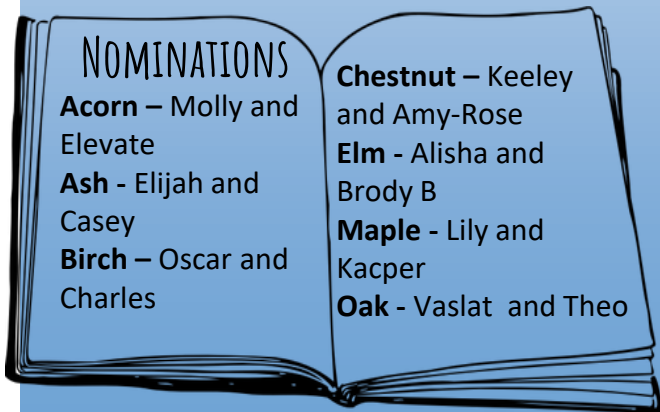 NOMINATIONS
Acorn – Molly and
Elevate
Ash - Elijah and
Casey
Birch – Oscar and
Charles
Chestnut – Keeley
and Amy-Rose
Elm - Alisha and
Brody B
Maple - Lily and
Kacper
Oak - Vaslat  and Theo